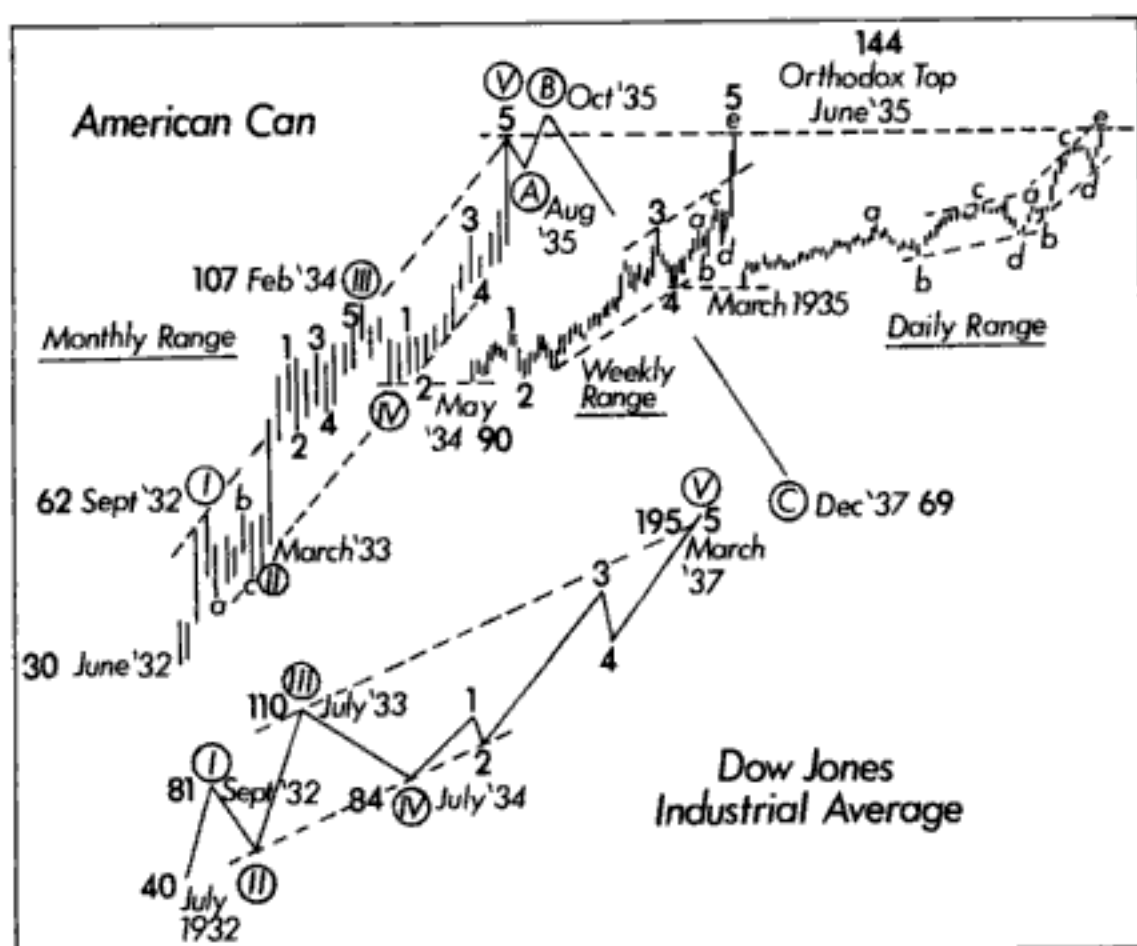 144
Orthodox Top
June '35
American Can
V
B
Oct '35
5
5
e
e
A
Aug
'35
c
3
3
c
a
107 Feb '34
III
a
c
a
a
4
b
d
d
b
b
4
March 1935
d
Monthly Range
5
1
1
1
3
Daily Range
2
2
Weekly
Range
2
4
IV
May
'34 90
62 Sept '32
I
b
V
C
Dec '37 69
195
5
March
'37
March '33
a
c
II
3
30 June '32
4
III
110
July '33
1
I
2
Dow Jones
Industrial Average
81
Sept '32
84
IV
July '34
40
July
1932
II